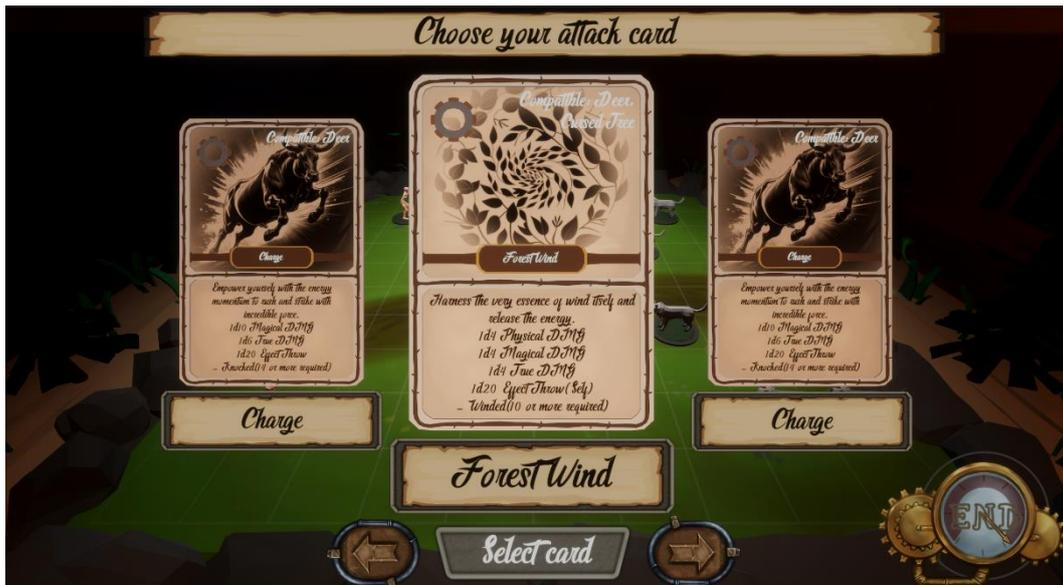 Choose your attack card
Compatible: Deer
Charge
Empower yourself with the energy
momentum to rush and strike with
incredible force.
1d10 Magical DMG
1d6 True DMG
1d20 Effect Throw
- Knocked(14 or more required)
Charge
Compatible: Deer,
Cursed Tree
Forest Wind
Harness the very essence of wind itself and
release the energy.
1d4 Physical DMG
1d4 Magical DMG
1d4 True DMG
1d20 Effect Throw(Self)
- Winded(10 or more required)
Forest Wind
Compatible: Deer
Charge
Empower yourself with the energy
momentum to rush and strike with
incredible force.
1d10 Magical DMG
1d6 True DMG
1d20 Effect Throw
- Knocked(14 or more required)
Charge
Select card
END